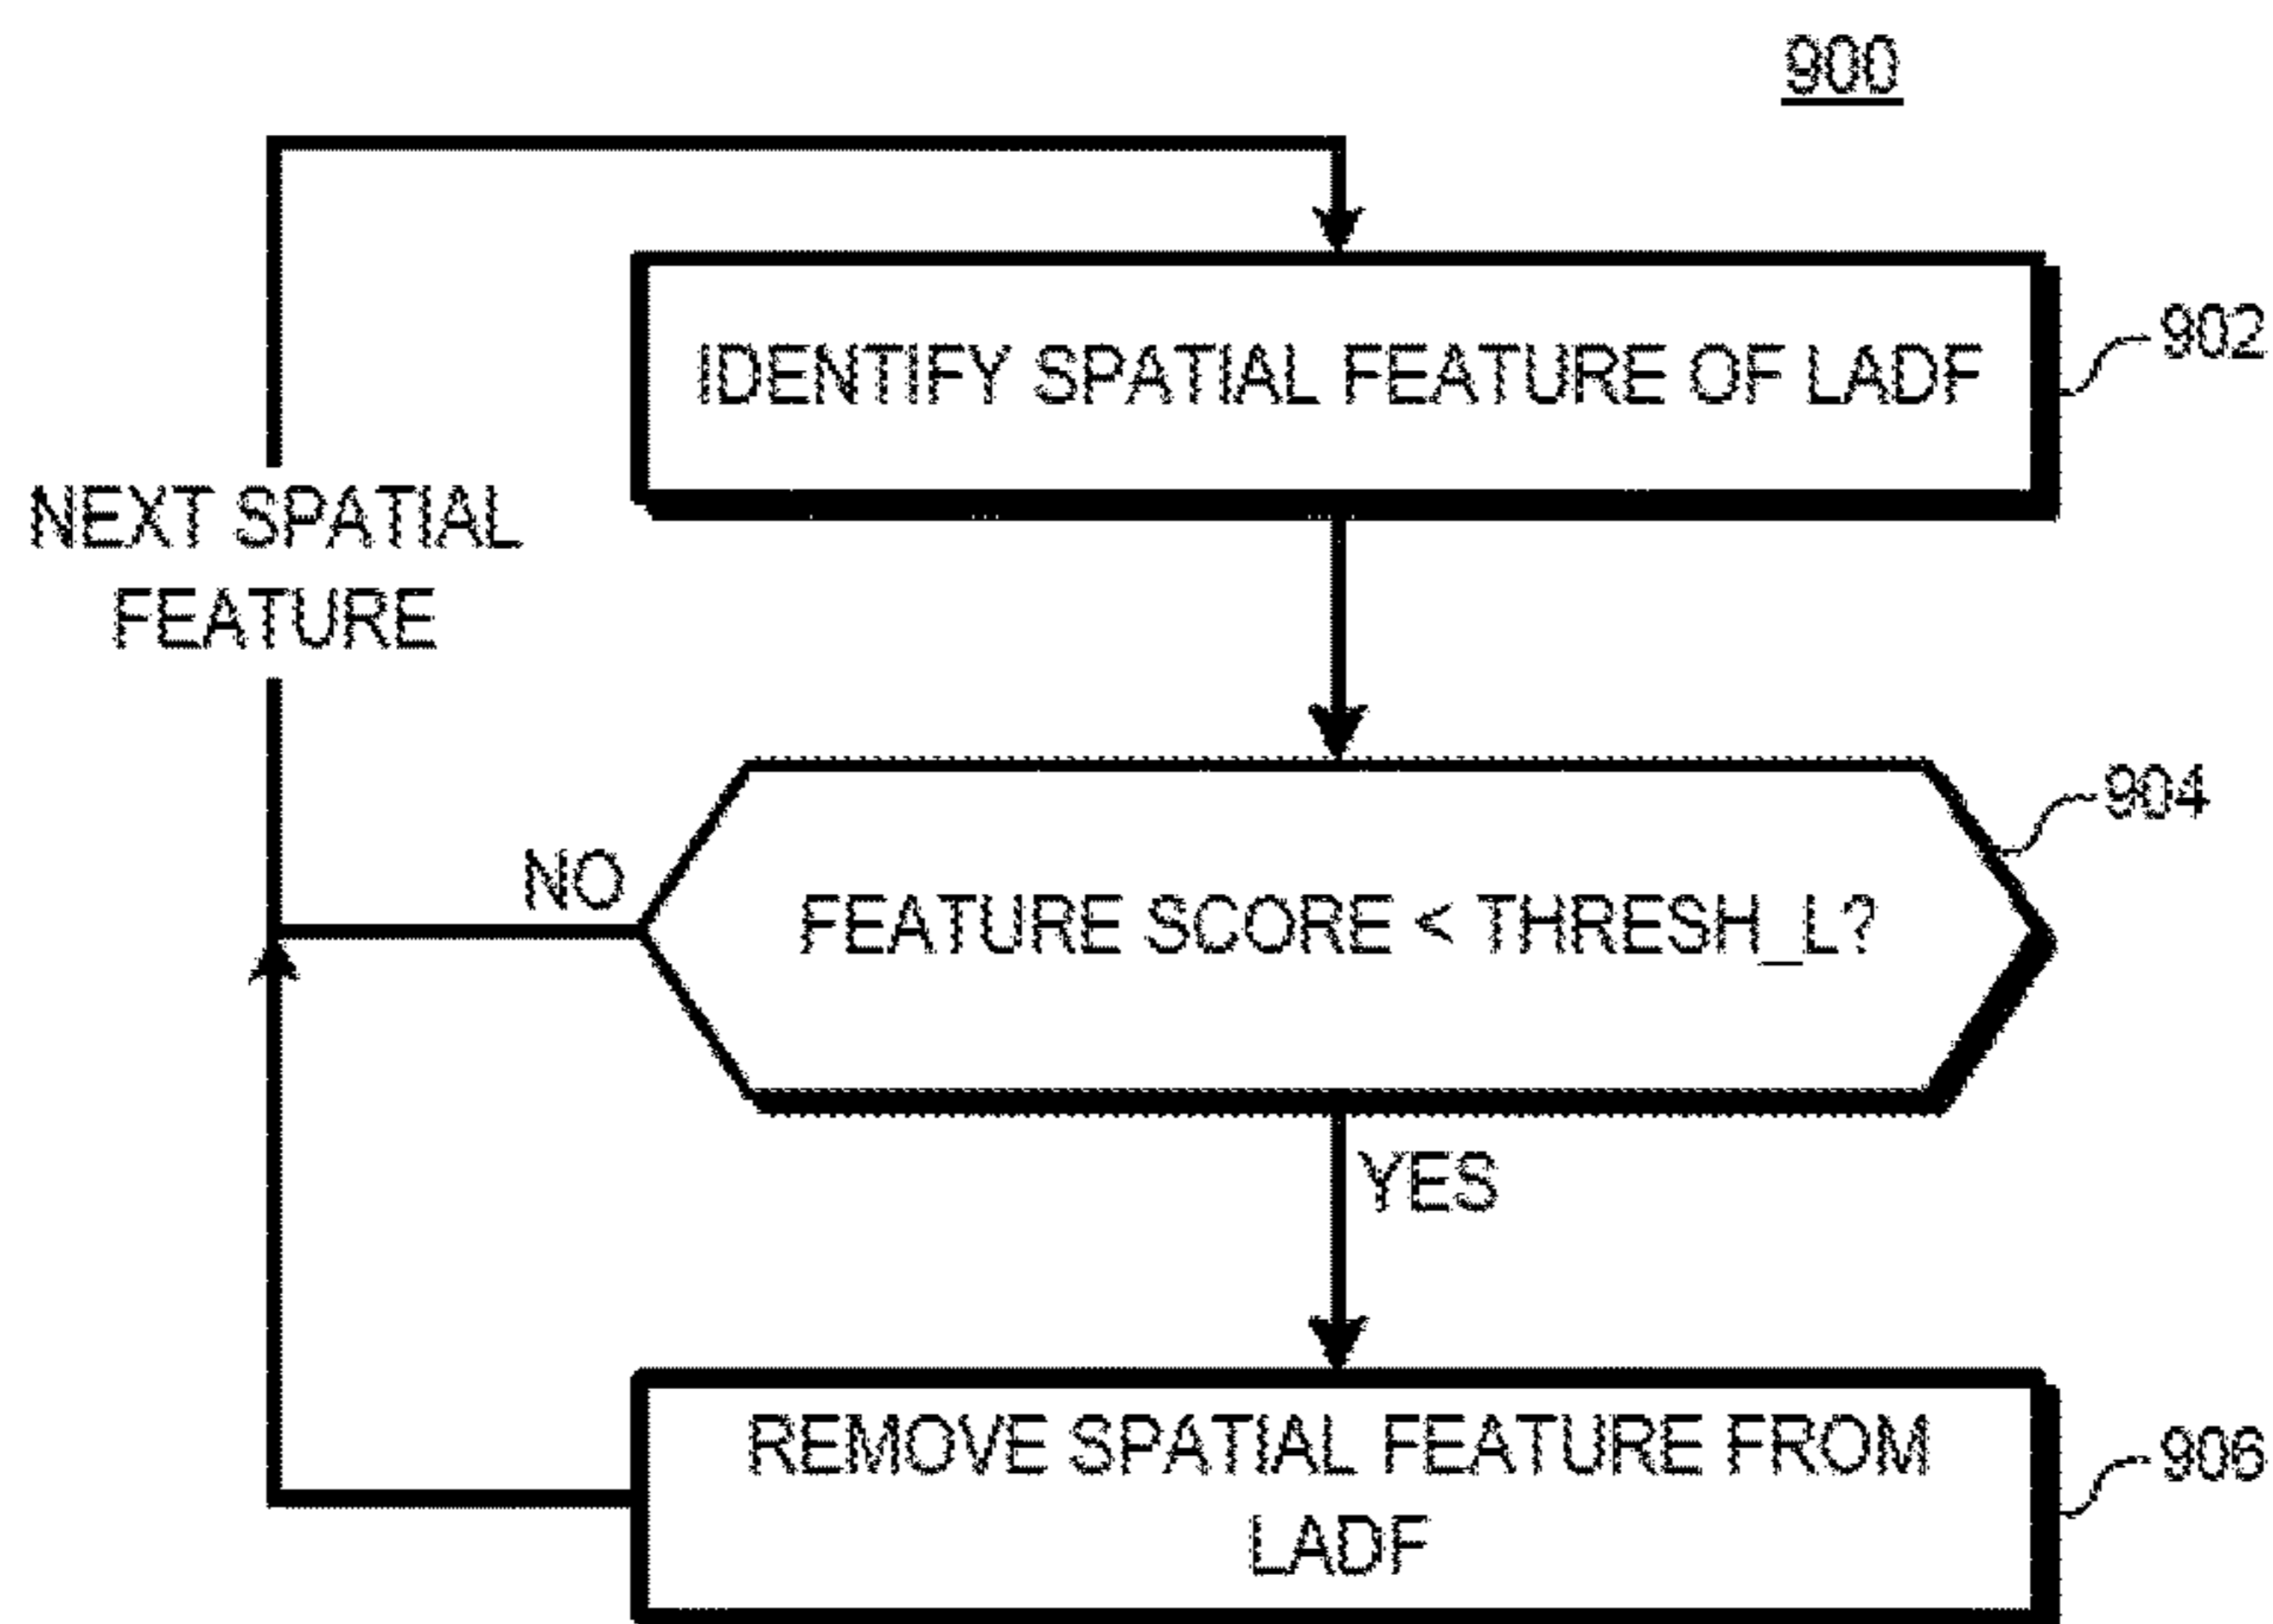 900
IDENTIFY SPATIAL FEATURE OF LADF
902
NEXT SPATIAL
FEATURE
904
NO
FEATURE SCORE < THRESH_L?
YES
REMOVE SPATIAL FEATURE FROM
LADF
906